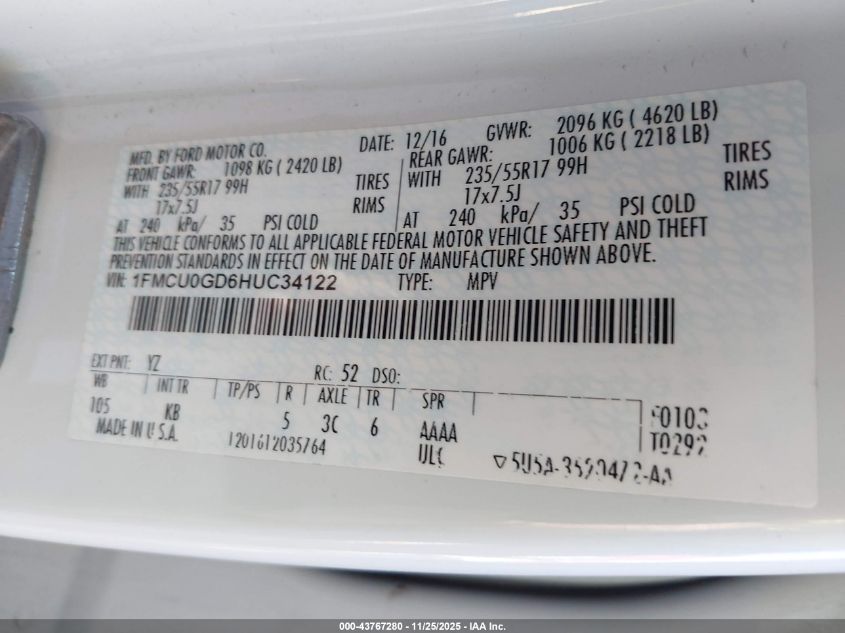 MFD. BY FORD MOTOR CO. DATE: 12/16 GVWR: 2096 KG ( 4620 LB)
FRONT GAWR: 1098 KG ( 2420 LB) REAR GAWR: 1006 KG ( 2218 LB)
WITH 235/55R17 99H TIRES WITH 235/55R17 99H TIRES
17x7.5J RIMS 17x7.5J RIMS
AT 240 kPa/ 35 PSI COLD AT 240 kPa/ 35 PSI COLD
THIS VEHICLE CONFORMS TO ALL APPLICABLE FEDERAL MOTOR VEHICLE SAFETY AND THEFT
PREVENTION STANDARDS IN EFFECT ON THE DATE OF MANUFACTURE SHOWN ABOVE.
VIN: 1FMCU0GD6HUC34122 TYPE: MPV
EXT PNT: YZ RC: 52 DSO:
WB INT TR TP/PS R AXLE TR SPR
105 KB 5 3C 6 AAAA F0103
MADE IN U.S.A. 1201612035764 T0292
000-43767280 - 11/25/2025 - IAA Inc.